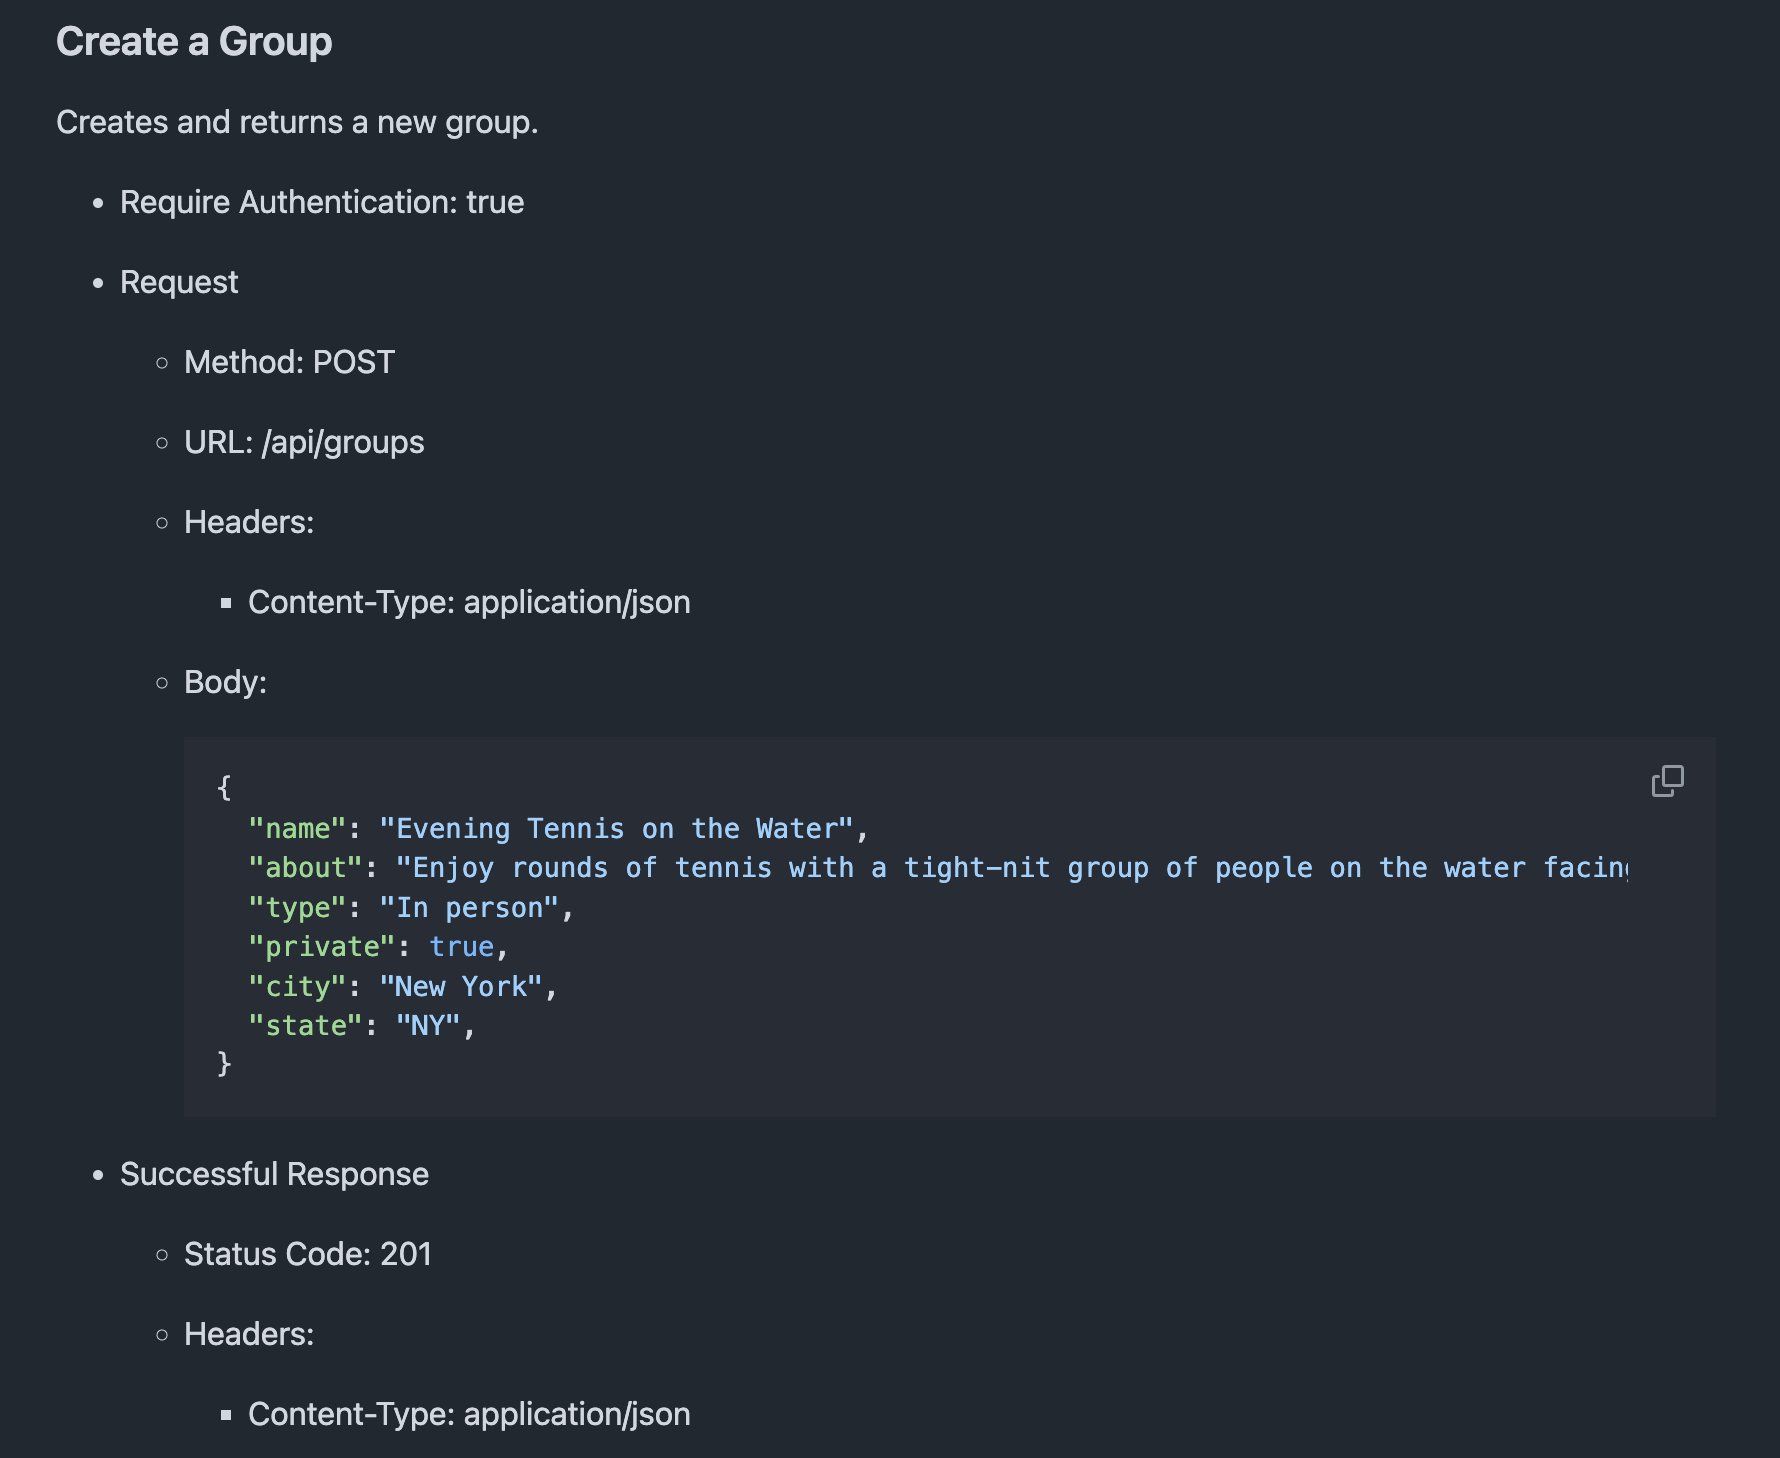 Create a Group
Creates and returns a new group.
Require Authentication: true
Request
Method: POST
URL: /api/groups
Headers:
Content-Type: application/json
Body:
{
"name": "Evening Tennis on the Water",
"about": "Enjoy rounds of tennis with a tight-nit group of people on the water facing
"type": "In person",
"private": true,
"city": "New York",
"state": "NY",
}
Successful Response
Status Code: 201
Headers:
Content-Type: application/json